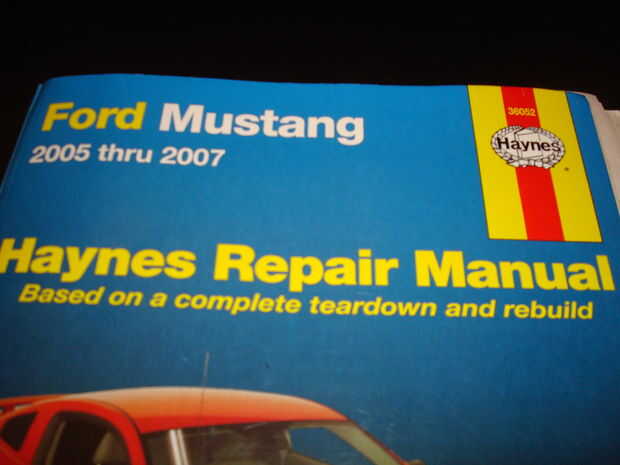 Ford Mustang
2005 thru 2007
36052
Haynes
Haynes Repair Manual
Based on a complete teardown and rebuild